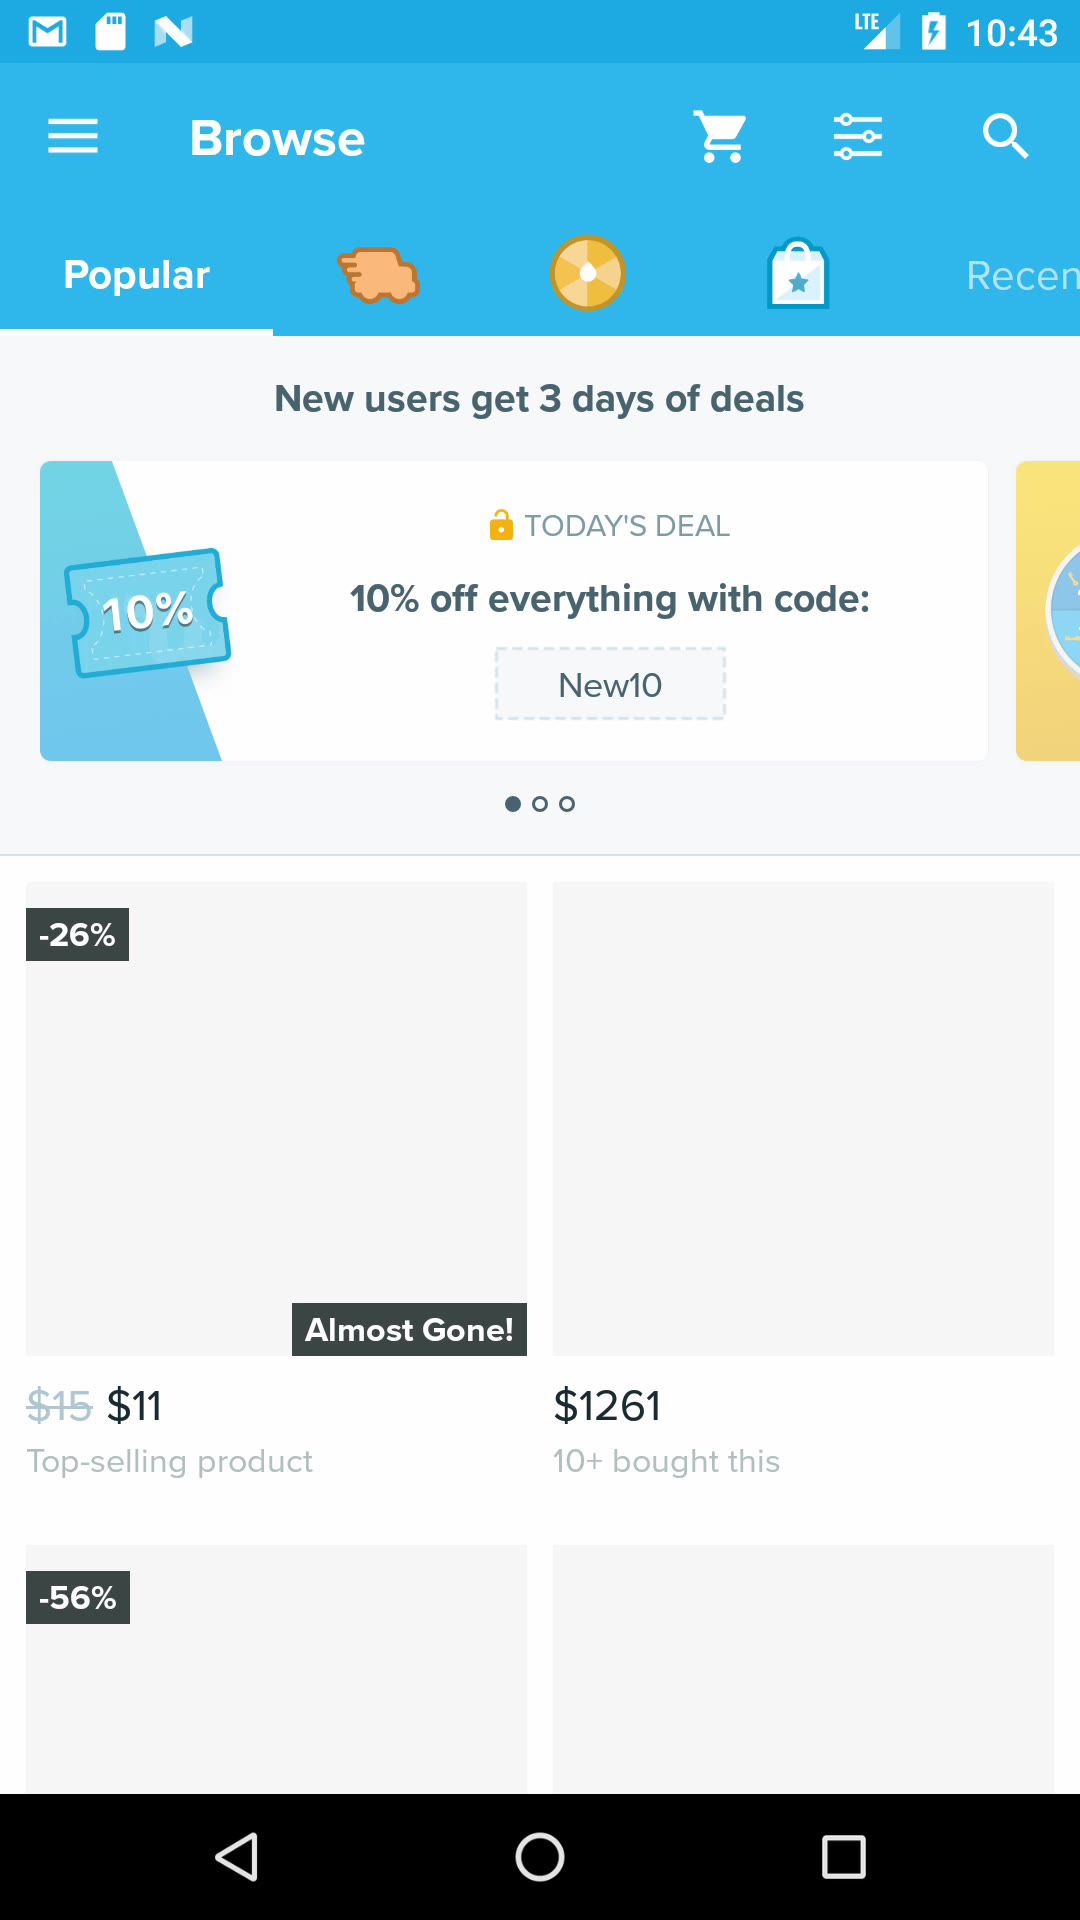 LTE 10:43
Browse
Popular
Recen
New users get 3 days of deals
TODAY'S DEAL
10% off everything with code:
10%
New10
-26%
Almost Gone!
$15 $11
$1261
Top-selling product
10+ bought this
-56%